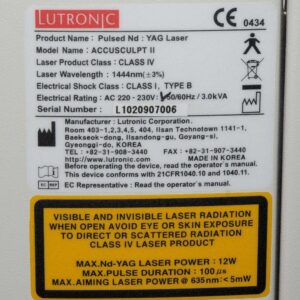 LUTRONIC
CE 0434
Product Name : Pulsed Nd : YAG Laser
Model Name : ACCUSCULPT II
Laser Product Class : CLASS IV
Laser Wavelength : 1444nm(±3%)
Electrical Shock Class : CLASS I, TYPE B
Electrical Rating : AC 220 - 230V~ 50/60Hz / 3.0kVA
Serial Number : L1020907006
Manufacturer : Lutronic Corporation.
Room 403-1,2,3,4,5, 404, Ilsan Townotown 1141-1,
Baekseok-dong, Ilsandong-gu, Goyang-si,
Gyeonggi-do, KOREA
TEL : +82-31-908-3440 FAX : +82-31-907-3440
http://www.lutronic.com MADE IN KOREA
Before operating the device, read the manual.
This device conforms with 21CFR1040.10 and 1040.11.
EC REP EC Representative : Read the manual.
VISIBLE AND INVISIBLE LASER RADIATION
WHEN OPEN AVOID EYE OR SKIN EXPOSURE
TO DIRECT OR SCATTERED RADIATION
CLASS IV LASER PRODUCT
MAX.Nd-YAG LASER POWER : 12W
MAX.PULSE DURATION : 100㎲
MAX.AIMING LASER POWER @ 635nm : < 5mW